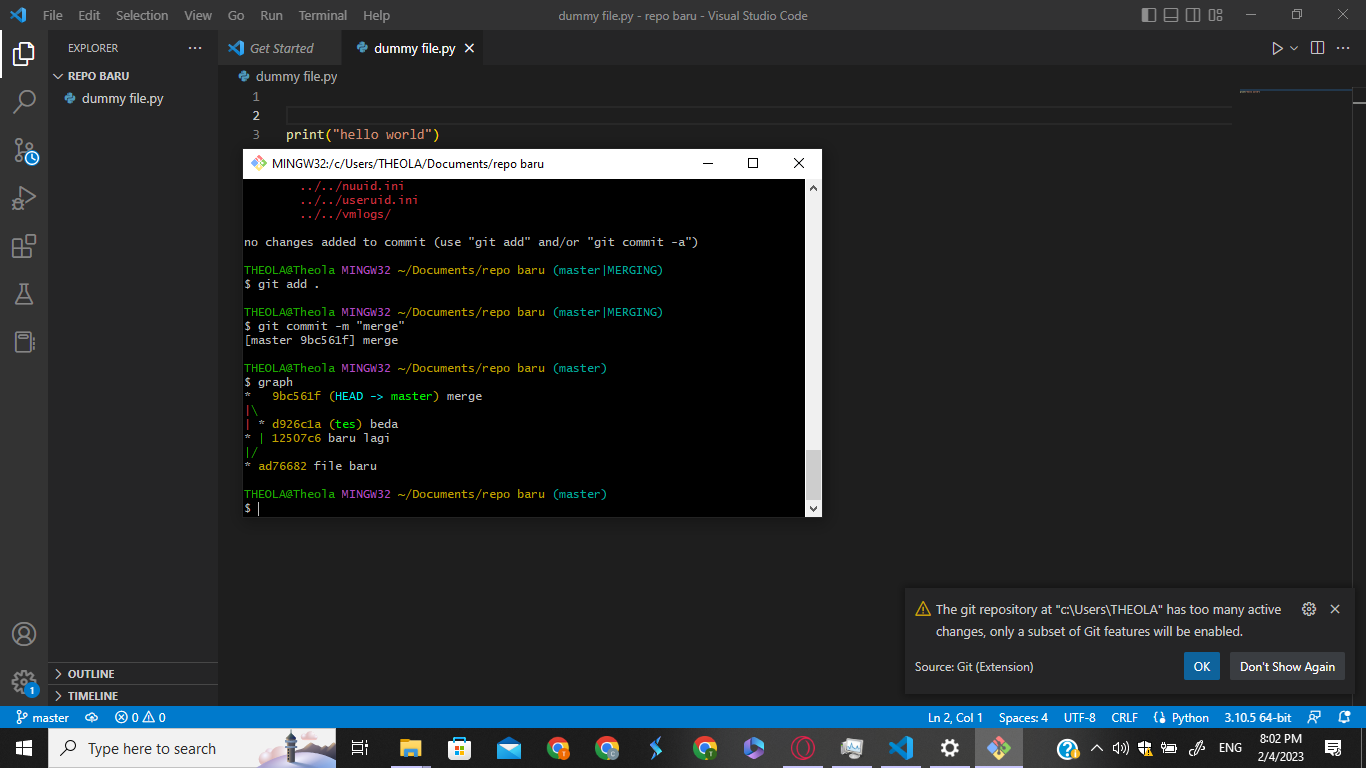 File Edit Selection View Go Run Terminal Help dummy file.py - repo baru - Visual Studio Code
EXPLORER ···
Get Started dummy file.py
REPO BARU
dummy file.py
dummy file.py
1
2
3 print("hello world")
MINGW32:/c/Users/THEOLA/Documents/repo baru
../../nuuid.ini
../../useruid.ini
../../vmlogs/
no changes added to commit (use "git add" and/or "git commit -a")
THEOLA@Theola MINGW32 ~/Documents/repo baru (master|MERGING)
$ git add .
THEOLA@Theola MINGW32 ~/Documents/repo baru (master|MERGING)
$ git commit -m "merge"
[master 9bc561f] merge
THEOLA@Theola MINGW32 ~/Documents/repo baru (master)
$ graph
*   9bc561f (HEAD -> master) merge
|\
| * d926c1a (tes) beda
* | 12507c6 baru lagi
|/
* ad76682 file baru
THEOLA@Theola MINGW32 ~/Documents/repo baru (master)
$
The git repository at "c:\Users\THEOLA" has too many active
changes, only a subset of Git features will be enabled.
Source: Git (Extension) OK Don't Show Again
OUTLINE
TIMELINE
1
master 0 0 Ln 2, Col 1 Spaces: 4 UTF-8 CRLF Python 3.10.5 64-bit
Type here to search ENG 8:02 PM
2/4/2023